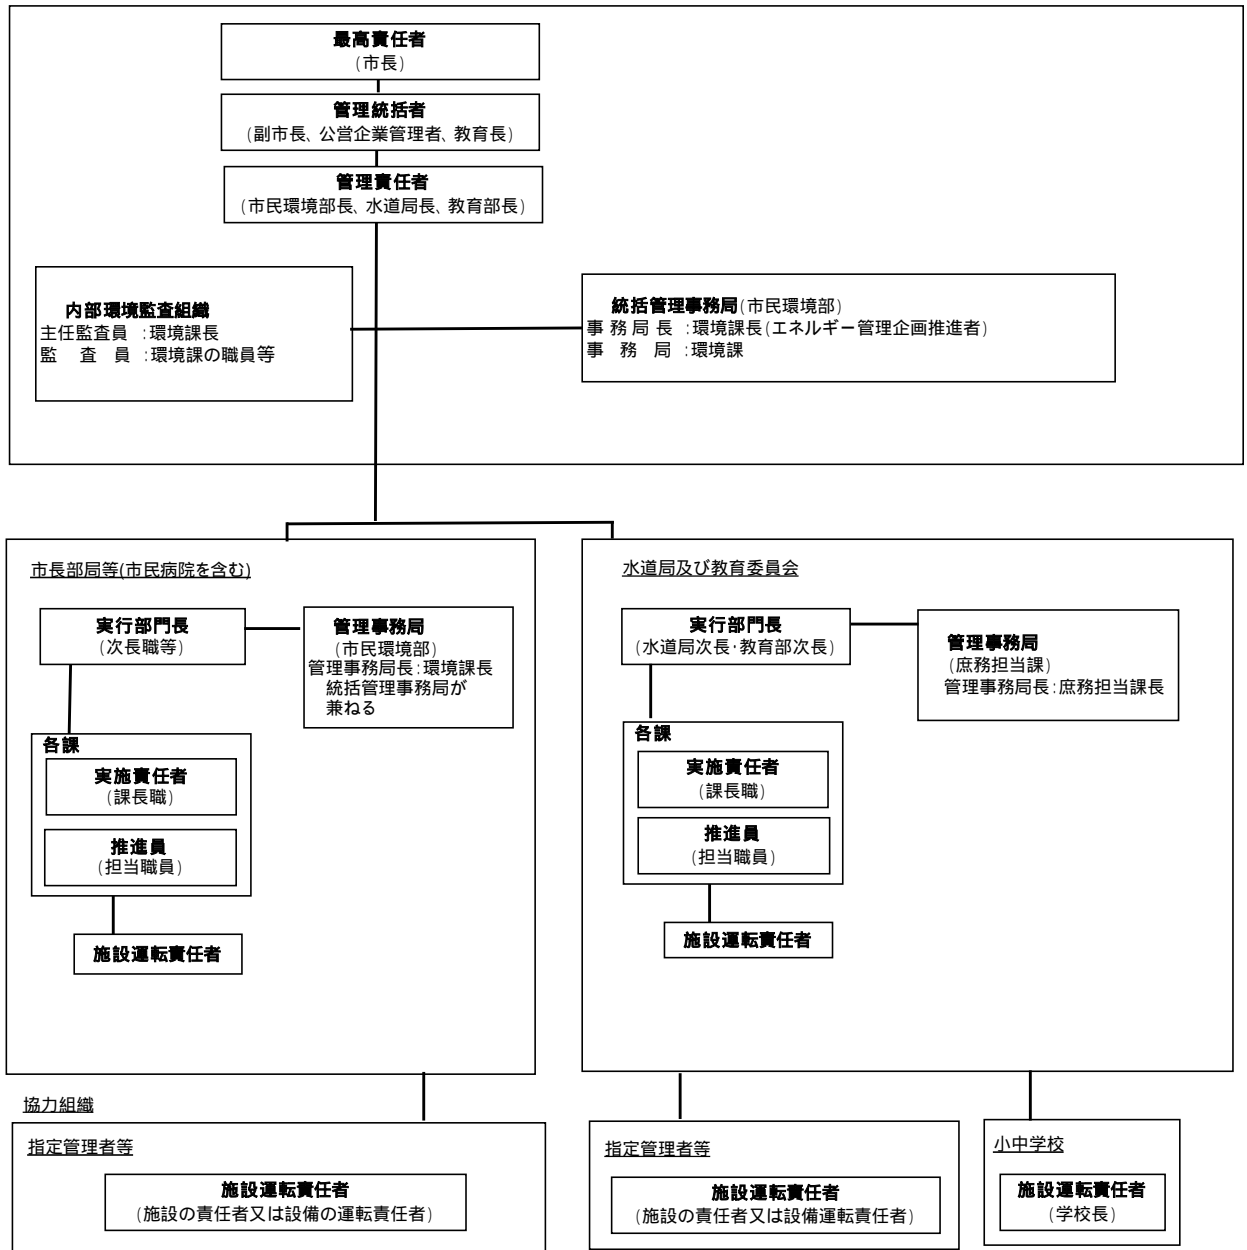 最高責任者
(市長)
管理統括者
(副市長、公営企業管理者、教育長)
管理責任者
(市民環境部長、水道局長、教育部長)
内部環境監査組織
主任監査員 :環境課長
監 査 員 :環境課の職員等
統括管理事務局(市民環境部)
事務局長 :環境課長(エネルギー管理企画推進者)
事 務 局 :環境課
市長部局等(市民病院を含む)
実行部門長
(次長職等)
管理事務局
(市民環境部)
管理事務局長:環境課長
統括管理事務局が
兼ねる
各課
実施責任者
(課長職)
推進員
(担当職員)
施設運転責任者
水道局及び教育委員会
実行部門長
(水道局次長・教育部次長)
管理事務局
(庶務担当課)
管理事務局長:庶務担当課長
各課
実施責任者
(課長職)
推進員
(担当職員)
施設運転責任者
協力組織
指定管理者等
施設運転責任者
(施設の責任者又は設備の運転責任者)
指定管理者等
施設運転責任者
(施設の責任者又は設備運転責任者)
小中学校
施設運転責任者
(学校長)